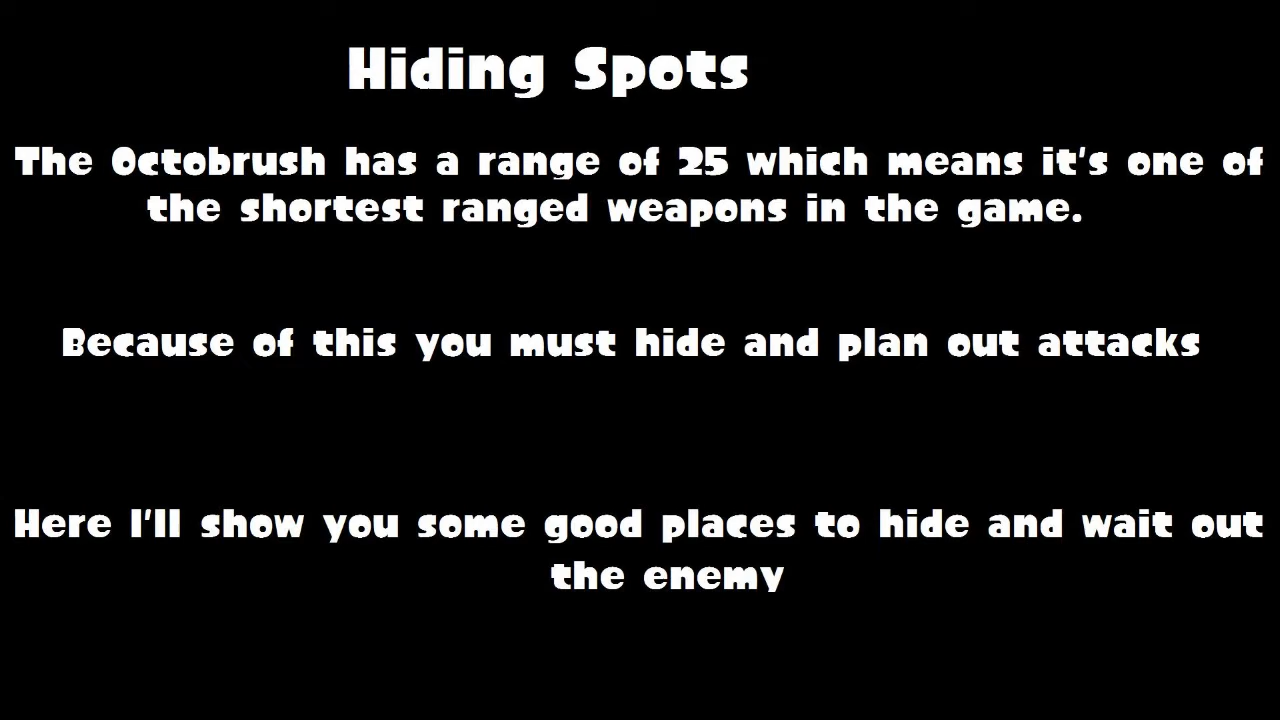 Hiding Spots
The Octobrush has a range of 25 which means it's one of
the shortest ranged weapons in the game.
Because of this you must hide and plan out attacks
Here I'll show you some good places to hide and wait out
the enemy